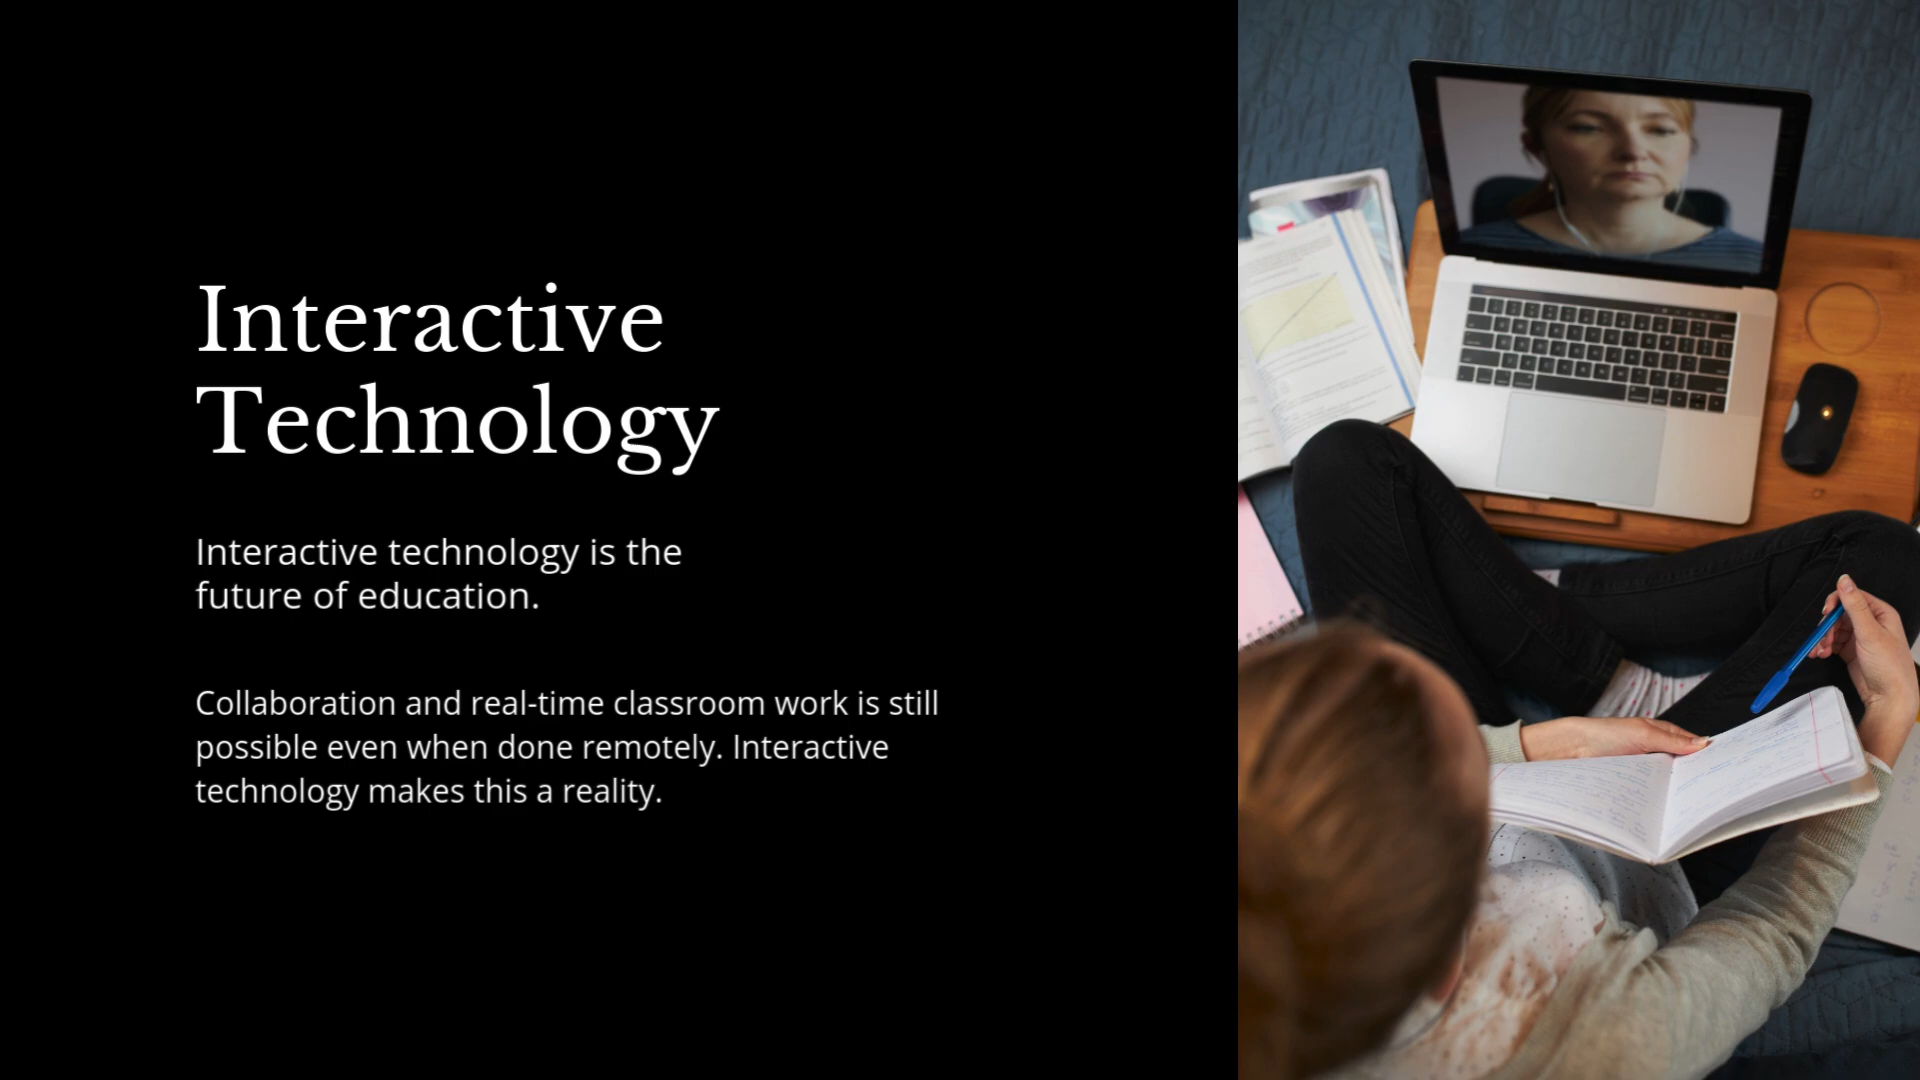 Interactive
Technology
Interactive technology is the
future of education.
Collaboration and real-time classroom work is still
possible even when done remotely. Interactive
technology makes this a reality.